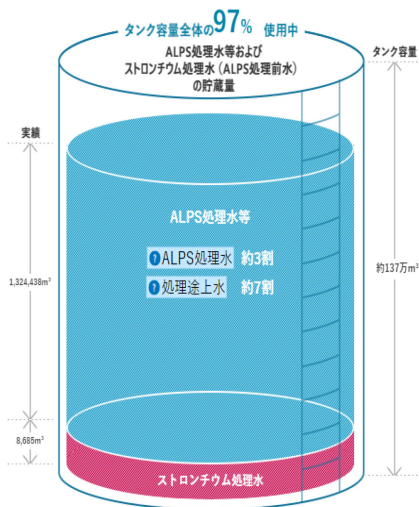 タンク容量全体の97% 使用中
ALPS処理水等および
ストロンチウム処理水（ALPS処理前水）
の貯蔵量
タンク容量
実績
ALPS処理水等
?ALPS処理水 約3割
?処理途上水 約7割
1,324,438m³
約137万m³
8,685m³
ストロンチウム処理水